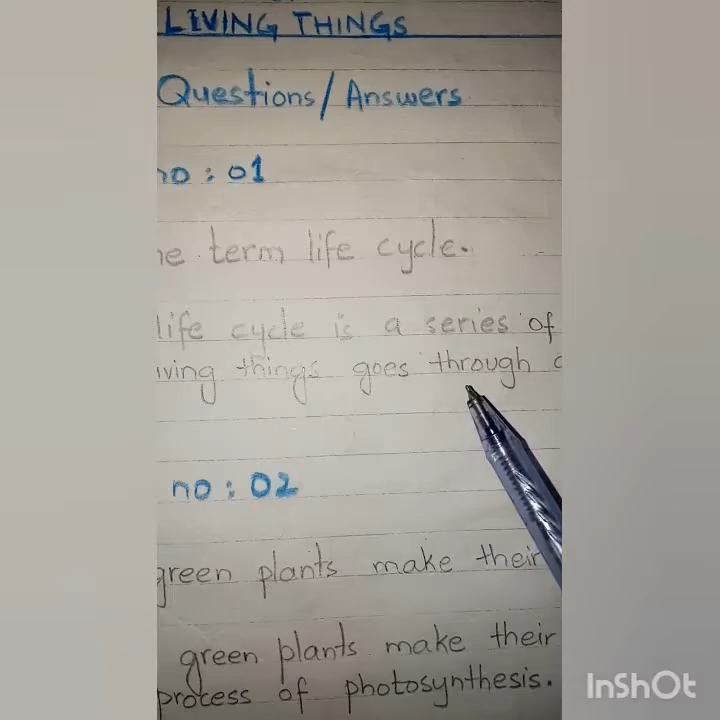 LIVING THINGS
Questions/Answers
no : 01
term life cycle.
life cycle is a series of
things goes through
no : 02
green plants make their
green plants make their
process of photosynthesis.
InShOt